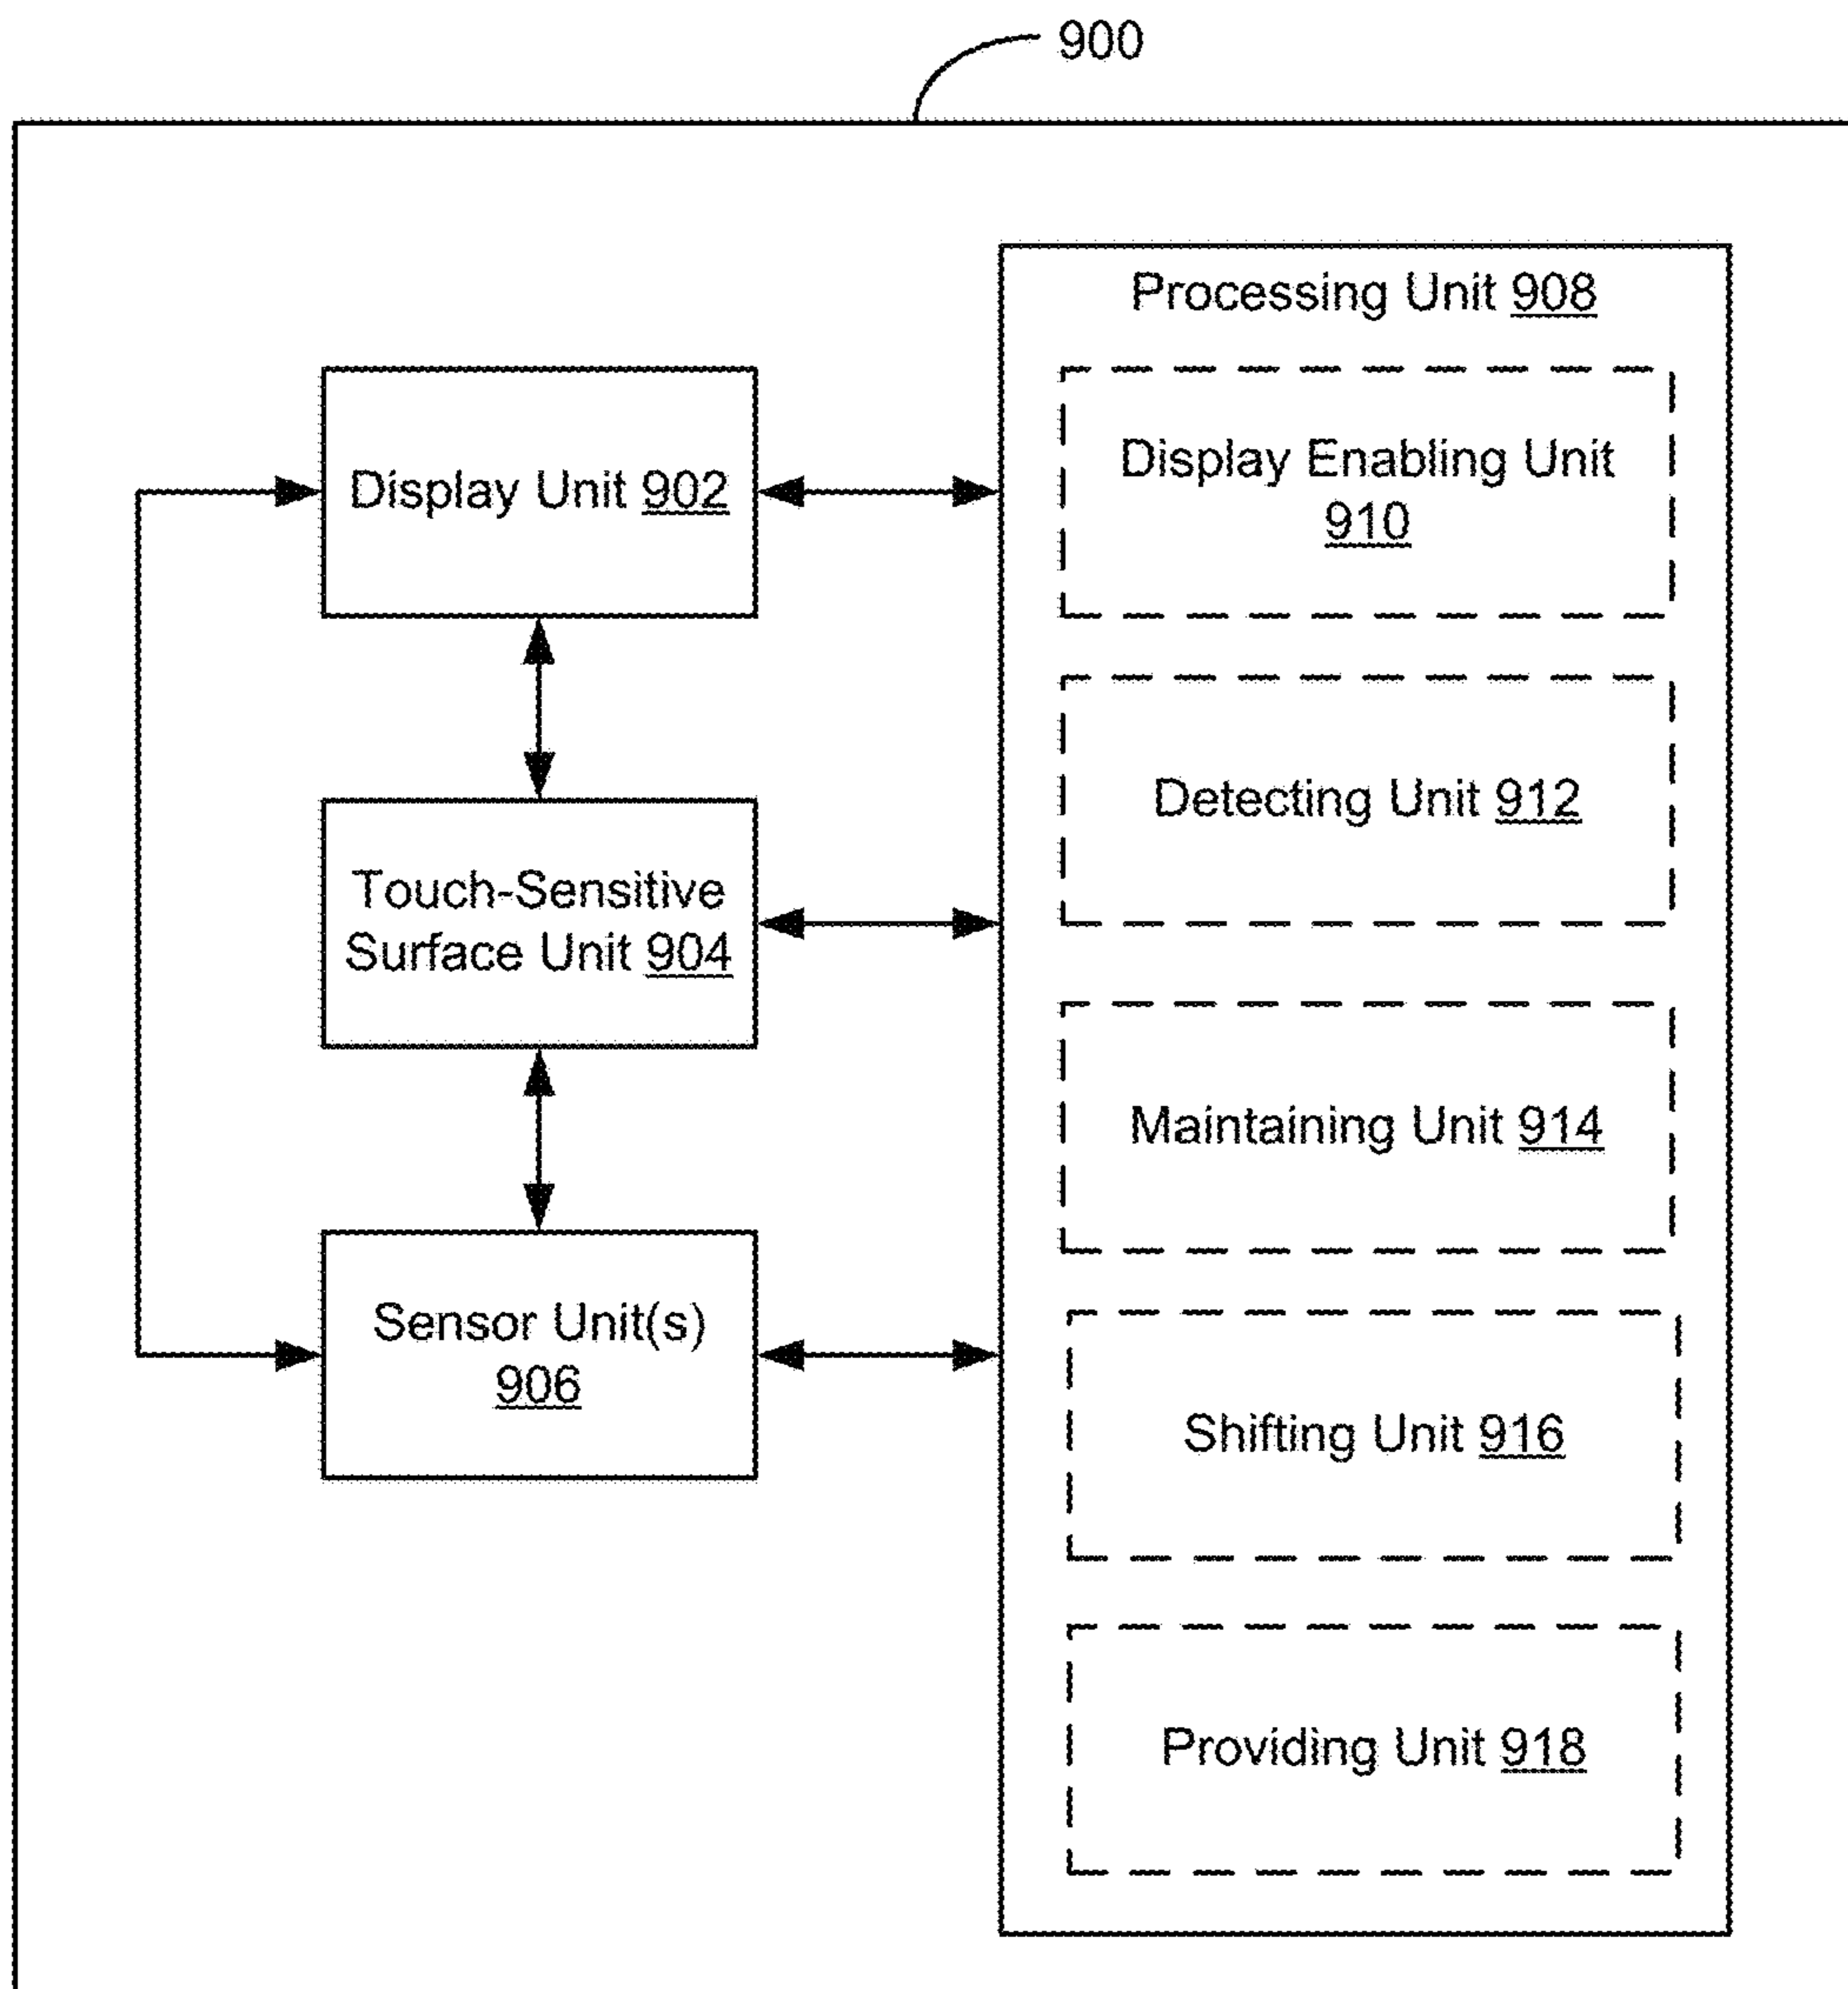 900
Processing Unit 908
Display Unit 902
Display Enabling Unit
910
Detecting Unit 912
Touch-Sensitive
Surface Unit 904
Maintaining Unit 914
Sensor Unit(s)
906
Shifting Unit 916
Providing Unit 918